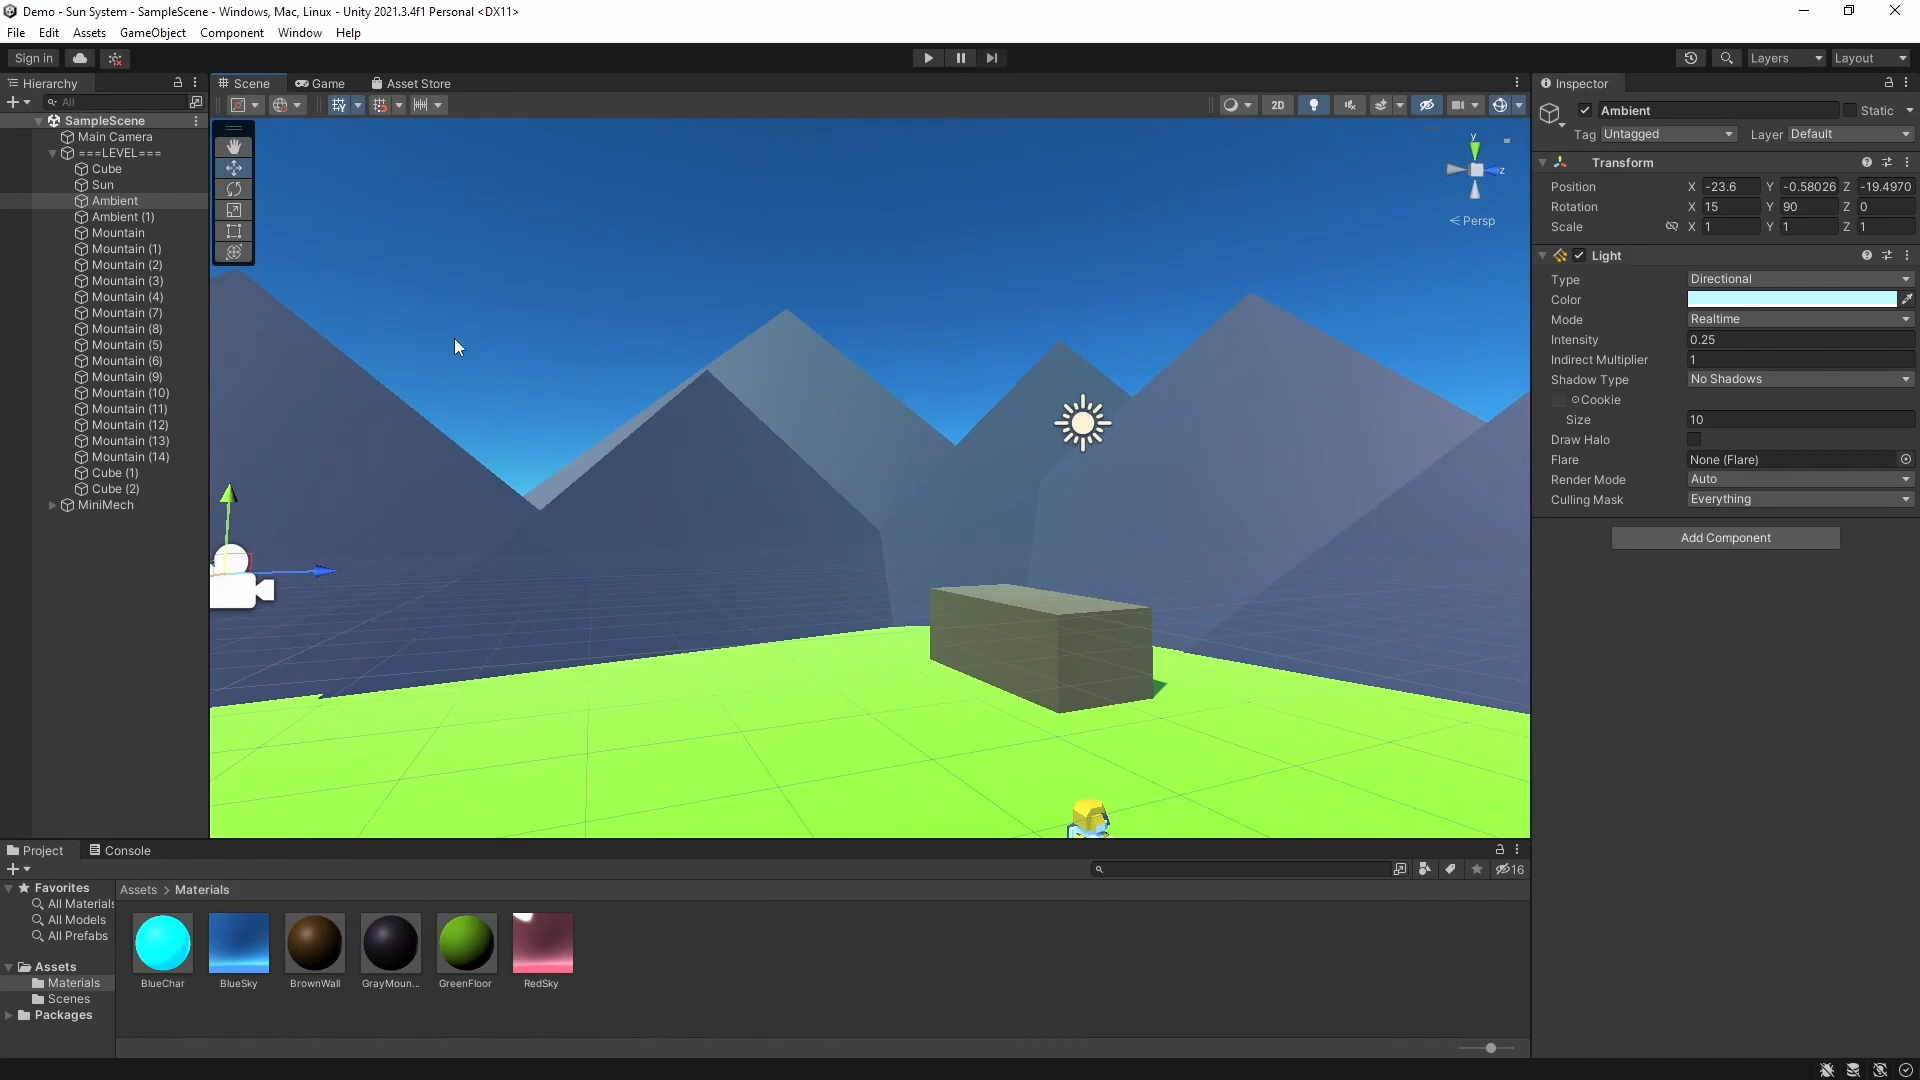 Demo - Sun System - SampleScene - Windows, Mac, Linux - Unity 2021.3.4f1 Personal <DX11>
File Edit Assets GameObject Component Window Help
Sign in
Layers Layout
Hierarchy
All
SampleScene
Main Camera
===LEVEL===
Cube
Sun
Ambient
Ambient (1)
Mountain
Mountain (1)
Mountain (2)
Mountain (3)
Mountain (4)
Mountain (7)
Mountain (8)
Mountain (5)
Mountain (6)
Mountain (9)
Mountain (10)
Mountain (11)
Mountain (12)
Mountain (13)
Mountain (14)
Cube (1)
Cube (2)
MiniMech
Scene Game Asset Store
2D
y
z
Persp
Inspector
Ambient Static
Tag Untagged Layer Default
Transform
Position X -23.6 Y -0.58026 Z -19.4970
Rotation X 15 Y 90 Z 0
Scale X 1 Y 1 Z 1
Light
Type Directional
Color
Mode Realtime
Intensity 0.25
Indirect Multiplier 1
Shadow Type No Shadows
Cookie
Size 10
Draw Halo
Flare None (Flare)
Render Mode Auto
Culling Mask Everything
Add Component
Project Console
16
Favorites
All Materials
All Models
All Prefabs
Assets
Materials
Scenes
Packages
Assets > Materials
BlueChar BlueSky BrownWall GrayMoun... GreenFloor RedSky